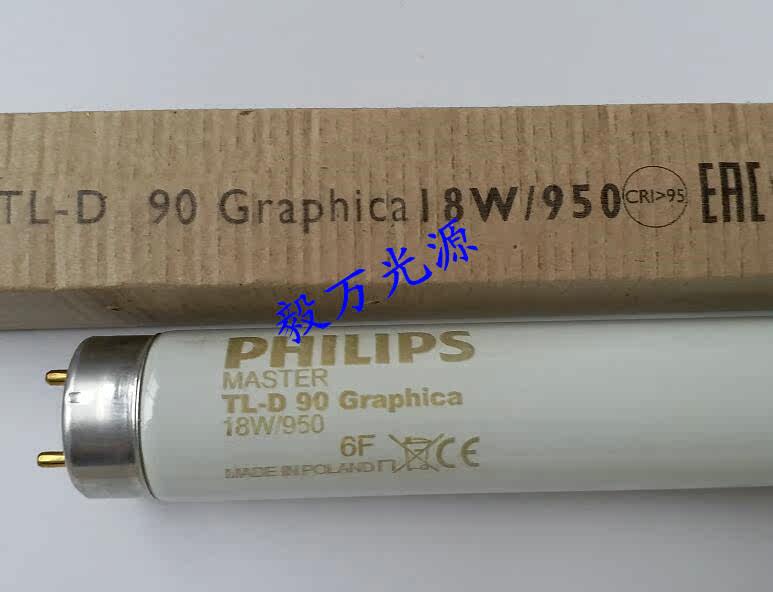 TL-D 90 Graphica 18W/950 CRI>95 EAC
毅万光源
PHILIPS
MASTER
TL-D 90 Graphica
18W/950
6F CE
MADE IN POLAND